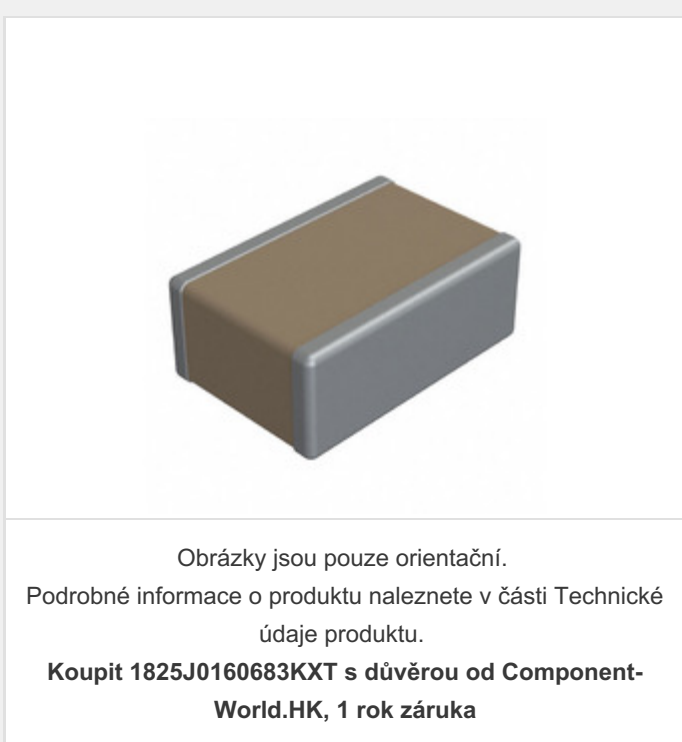 Obrázky jsou pouze orientační.
Podrobné informace o produktu naleznete v části Technické
údaje produktu.
Koupit 1825J0160683KXT s důvěrou od Component-
World.HK, 1 rok záruka